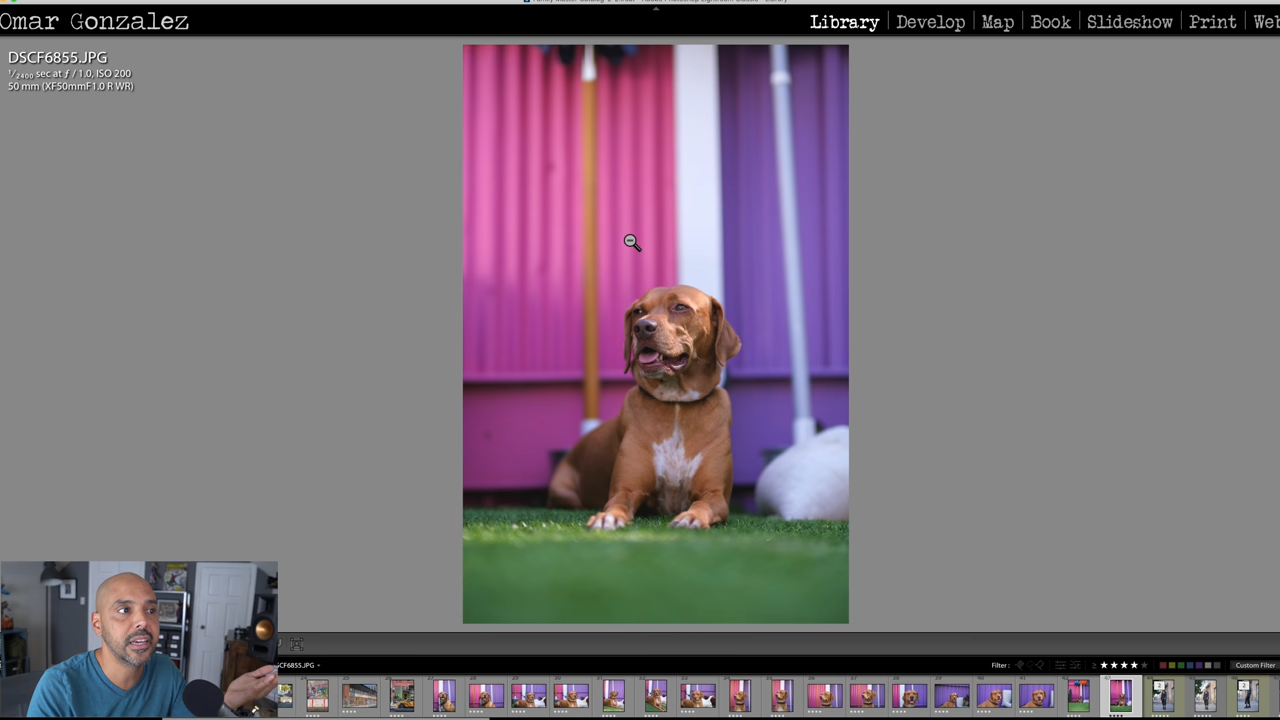 Omar Gonzalez
Library | Develop | Map | Book | Slideshow | Print | Web
DSCF6855.JPG
1/2400 sec at ƒ / 1.0, ISO 200
50 mm (XF50mmF1.0 R WR)
SCF6855.JPG
Filter:
Custom Filter